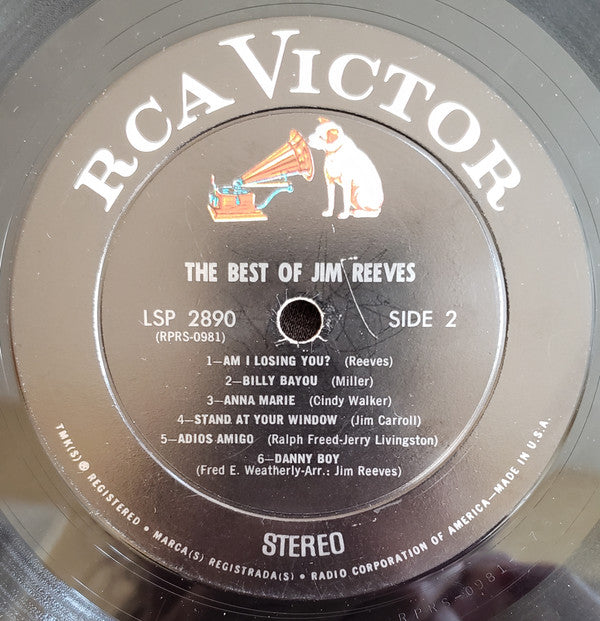 RCA VICTOR
THE BEST OF JIM REEVES
LSP 2890
(RPRS-0981)
SIDE 2
1—AM I LOSING YOU? (Reeves)
2—BILLY BAYOU (Miller)
3—ANNA MARIE (Cindy Walker)
4—STAND AT YOUR WINDOW (Jim Carroll)
5—ADIOS AMIGO (Ralph Freed-Jerry Livingston)
6—DANNY BOY
(Fred E. Weatherly-Arr.: Jim Reeves)
STEREO
TMK(S) ® REGISTERED • MARCA(S) REGISTRADA(S) • RADIO CORPORATION OF AMERICA—MADE IN U.S.A.
RPRS-0981